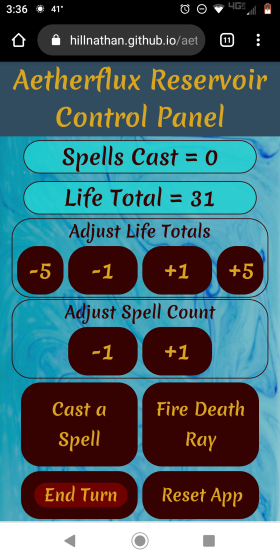 3:36 41° 4G
hillnathan.github.io/aet 11
Aetherflux Reservoir
Control Panel
Spells Cast = 0
Life Total = 31
Adjust Life Totals
-5 -1 +1 +5
Adjust Spell Count
-1 +1
Cast a
Spell
Fire Death
Ray
End Turn Reset App